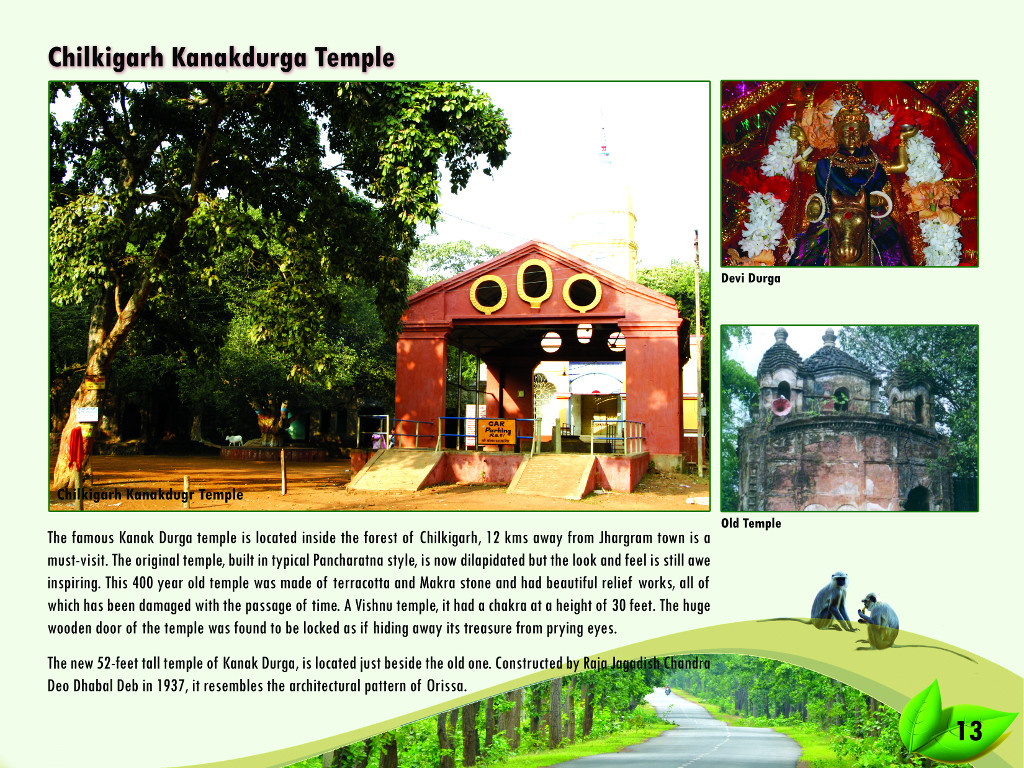 Chilkigarh Kanakdurga Temple
CAR
Parking
Chilkigarh Kanakdugr Temple
Devi Durga
Old Temple
The famous Kanak Durga temple is located inside the forest of Chilkigarh, 12 kms away from Jhargram town is a
must-visit. The original temple, built in typical Pancharatna style, is now dilapidated but the look and feel is still awe
inspiring. This 400 year old temple was made of terracotta and Makra stone and had beautiful relief works, all of
which has been damaged with the passage of time. A Vishnu temple, it had a chakra at a height of 30 feet. The huge
wooden door of the temple was found to be locked as if hiding away its treasure from prying eyes.
The new 52-feet tall temple of Kanak Durga, is located just beside the old one. Constructed by Raja Jagadish Chandra
Deo Dhabal Deb in 1937, it resembles the architectural pattern of Orissa.
13